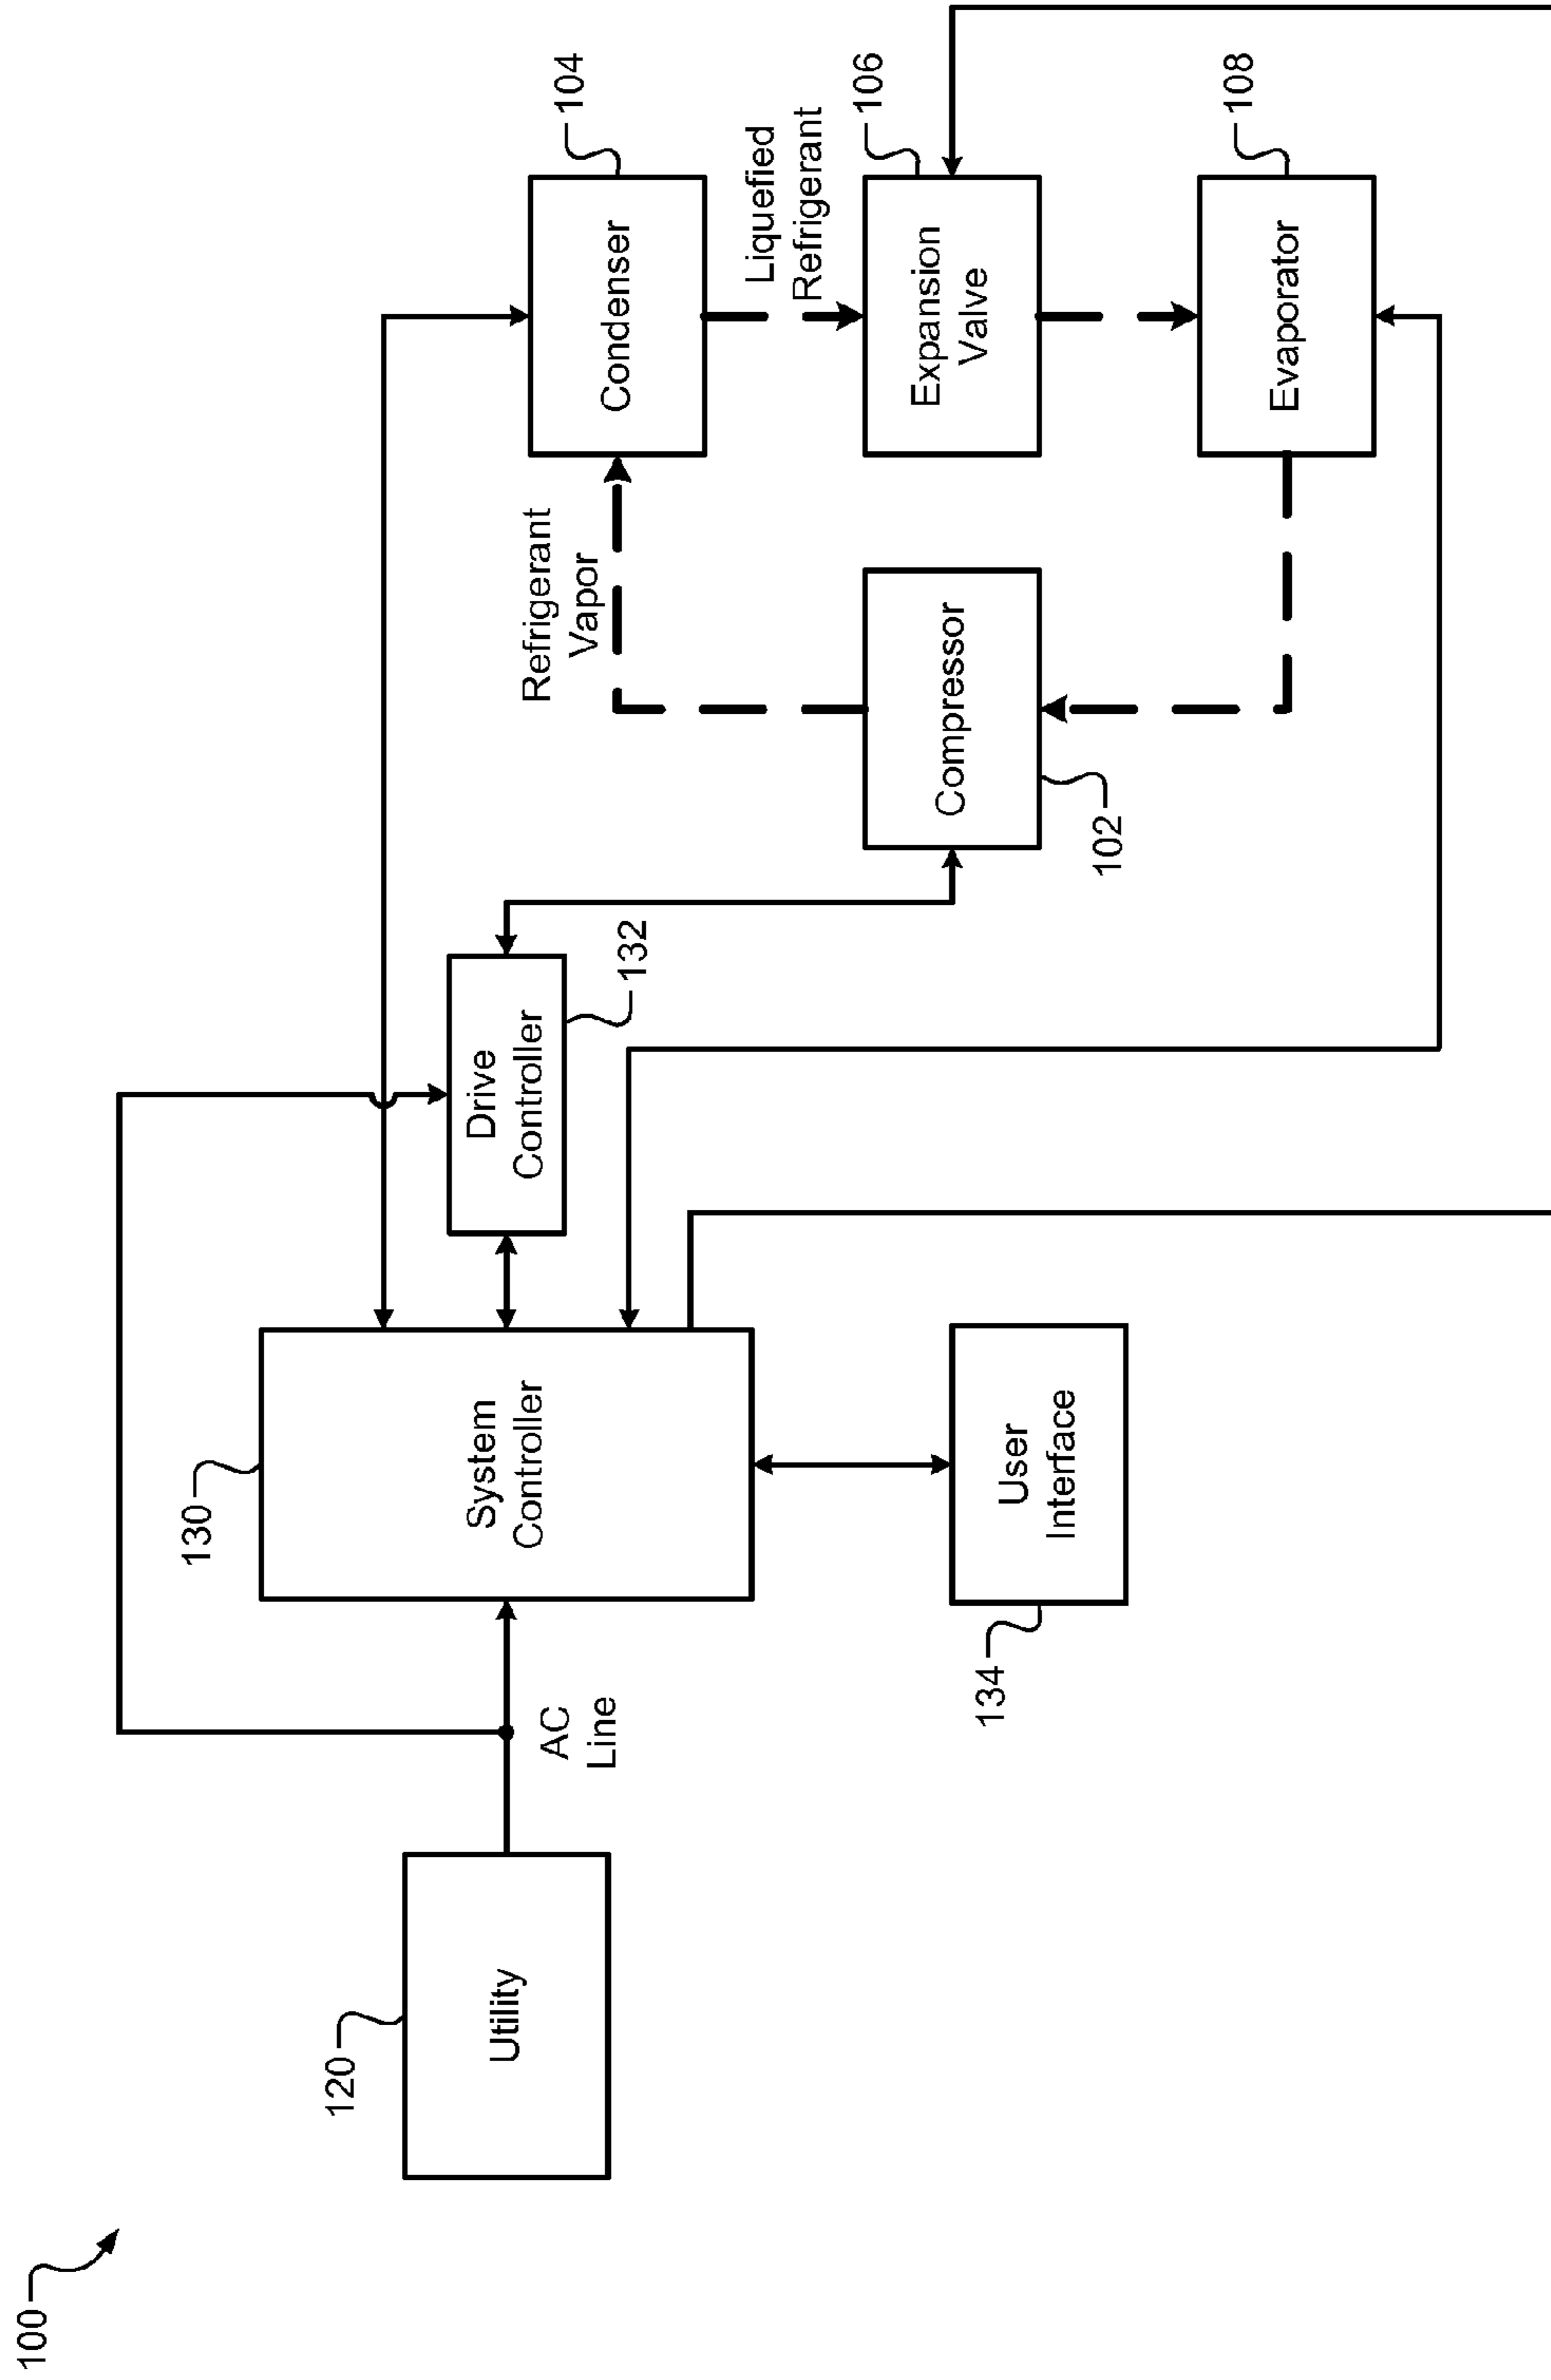 100
120
Utility
AC
Line
130
System
Controller
134
User
Interface
Drive
Controller
132
Compressor
102
Refrigerant
Vapor
Condenser
104
Liquefied
Refrigerant
Expansion
Valve
106
Evaporator
108